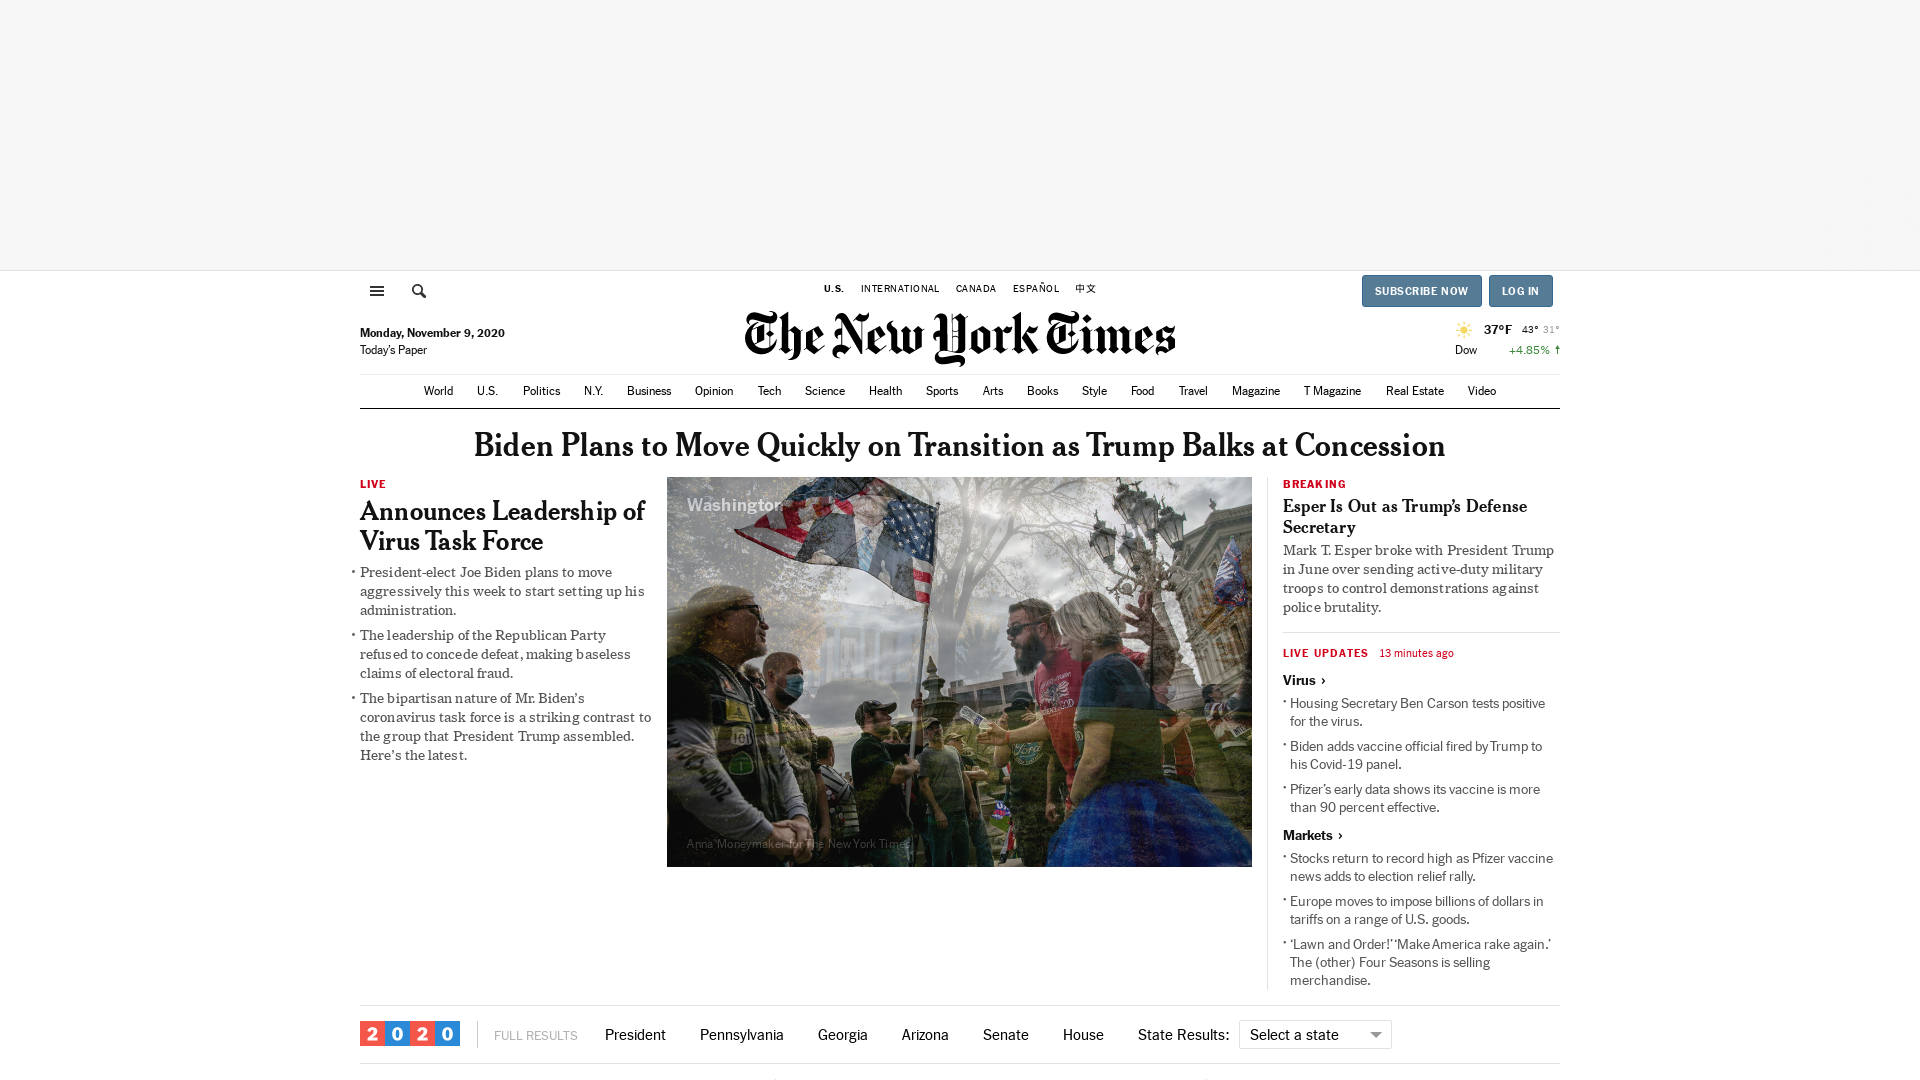 U.S. INTERNATIONAL CANADA ESPAÑOL 中文
SUBSCRIBE NOW LOG IN
Monday, November 9, 2020
Today's Paper
The New York Times
37°F 43° 31°
Dow +4.85% ↑
World U.S. Politics N.Y. Business Opinion Tech Science Health Sports Arts Books Style Food Travel Magazine T Magazine Real Estate Video
Biden Plans to Move Quickly on Transition as Trump Balks at Concession
LIVE
Announces Leadership of
Virus Task Force
• President-elect Joe Biden plans to move
aggressively this week to start setting up his
administration.
• The leadership of the Republican Party
refused to concede defeat, making baseless
claims of electoral fraud.
• The bipartisan nature of Mr. Biden's
coronavirus task force is a striking contrast to
the group that President Trump assembled.
Here's the latest.
Washington
Ford
Anna Moneymaker for The New York Times
BREAKING
Esper Is Out as Trump's Defense
Secretary
Mark T. Esper broke with President Trump
in June over sending active-duty military
troops to control demonstrations against
police brutality.
LIVE UPDATES 13 minutes ago
Virus ›
• Housing Secretary Ben Carson tests positive
for the virus.
• Biden adds vaccine official fired by Trump to
his Covid-19 panel.
• Pfizer's early data shows its vaccine is more
than 90 percent effective.
Markets ›
• Stocks return to record high as Pfizer vaccine
news adds to election relief rally.
• Europe moves to impose billions of dollars in
tariffs on a range of U.S. goods.
• 'Lawn and Order!' 'Make America rake again.'
The (other) Four Seasons is selling
merchandise.
2020 FULL RESULTS President Pennsylvania Georgia Arizona Senate House State Results: Select a state